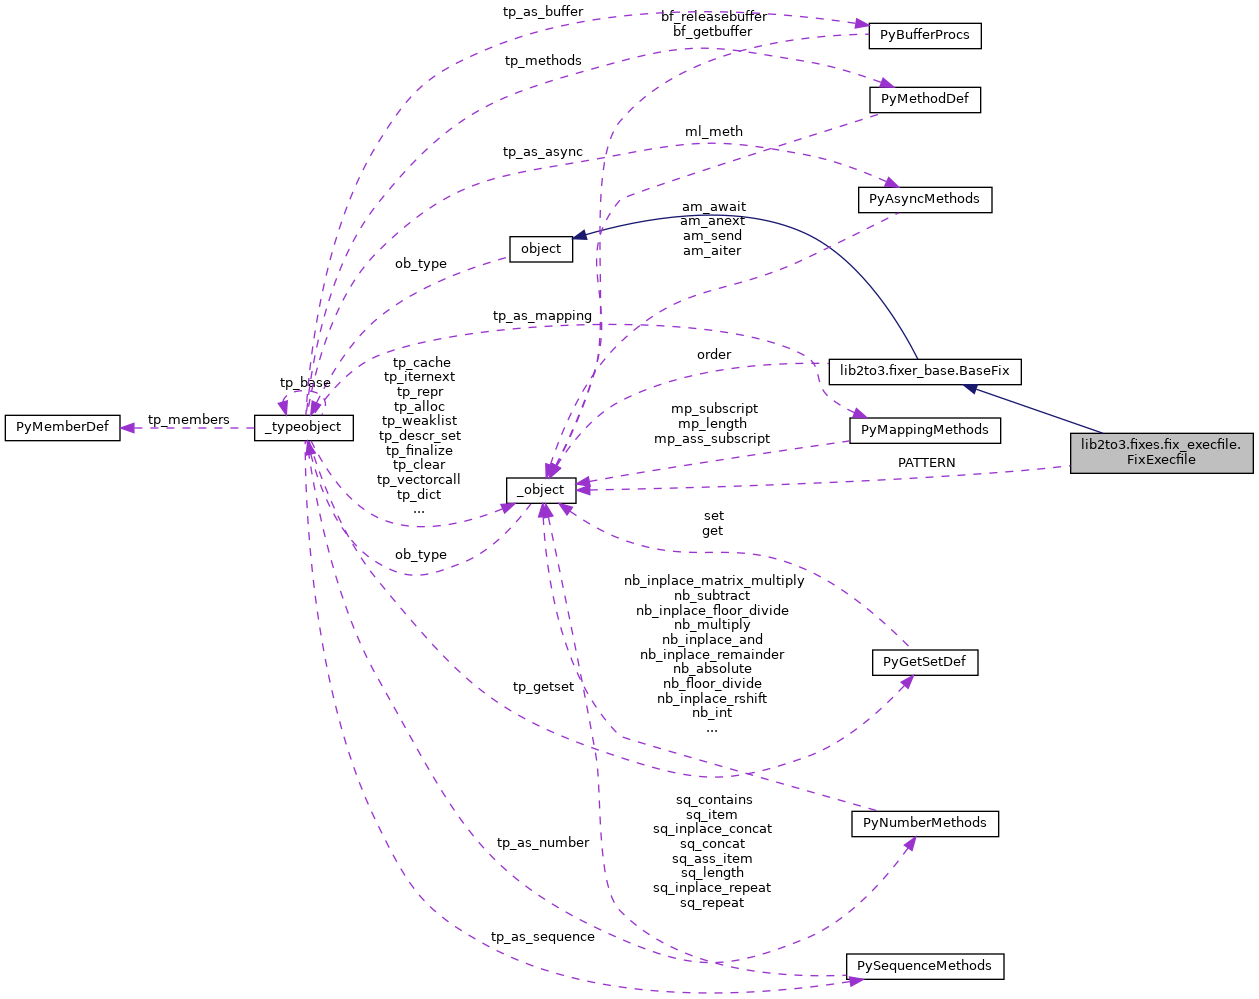 tp_as_buffer
bf_releasebuffer
bf_getbuffer
PyBufferProcs
tp_methods
PyMethodDef
ml_meth
tp_as_async
PyAsyncMethods
am_await
am_anext
am_send
am_aiter
object
ob_type
tp_as_mapping
order
lib2to3.fixer_base.BaseFix
tp_cache
tp_iternext
tp_repr
tp_alloc
tp_weaklist
tp_descr_set
tp_finalize
tp_clear
tp_vectorcall
tp_dict
...
tp_base
PyMemberDef
tp_members
_typeobject
mp_subscript
mp_length
mp_ass_subscript
PyMappingMethods
lib2to3.fixes.fix_execfile.
FixExecfile
PATTERN
_object
set
get
ob_type
nb_inplace_matrix_multiply
nb_subtract
nb_inplace_floor_divide
nb_multiply
nb_inplace_and
nb_inplace_remainder
nb_absolute
nb_floor_divide
nb_inplace_rshift
nb_int
...
PyGetSetDef
tp_getset
sq_contains
sq_item
sq_inplace_concat
sq_concat
sq_ass_item
sq_length
sq_inplace_repeat
sq_repeat
PyNumberMethods
tp_as_number
tp_as_sequence
PySequenceMethods